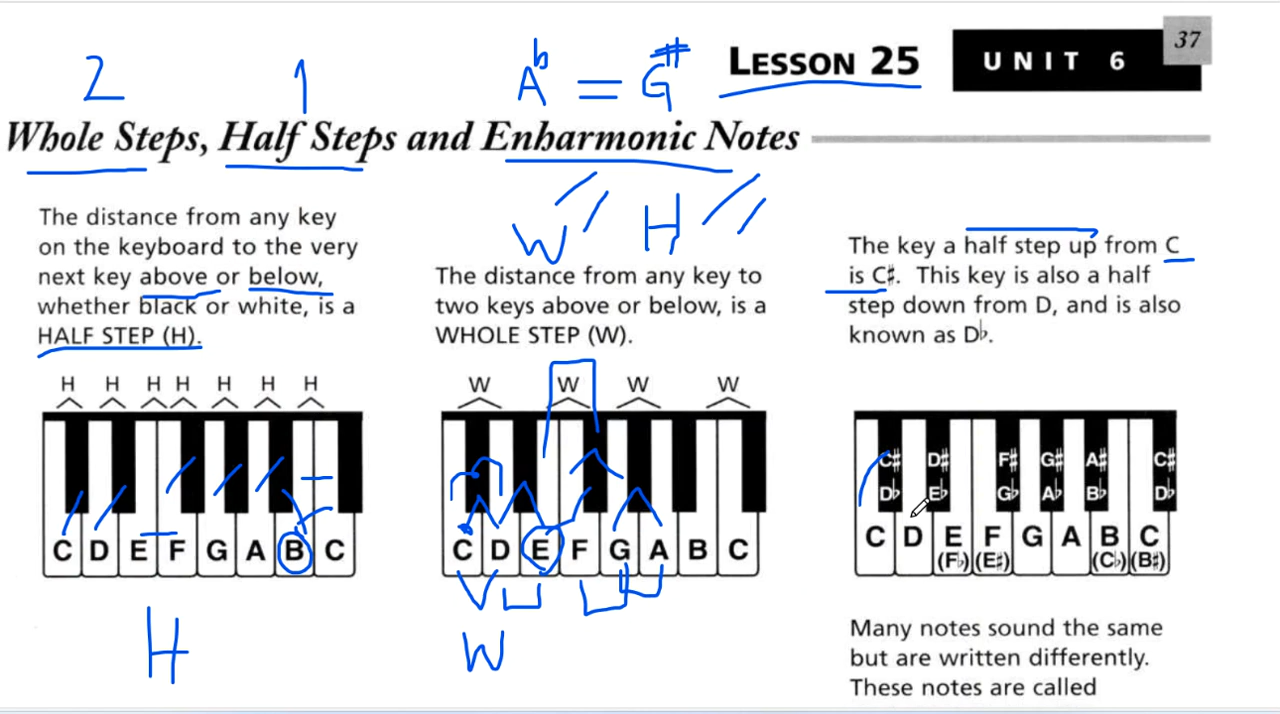 37
LESSON 25
UNIT 6
2 1 A♭ = G♯
Whole Steps, Half Steps and Enharmonic Notes
W H
The distance from any key
on the keyboard to the very
next key above or below,
whether black or white, is a
HALF STEP (H).
H H H H H H H
C D E F G A B C
H
The distance from any key to
two keys above or below, is a
WHOLE STEP (W).
W W W W
C D E F G A B C
W
The key a half step up from C
is C♯. This key is also a half
step down from D, and is also
known as D♭.
C♯ D♯ F♯ G♯ A♯ C♯
D♭ E♭ G♭ A♭ B♭ D♭
C D E F G A B C
(F♭) (E♯) (C♭) (B♯)
Many notes sound the same
but are written differently.
These notes are called